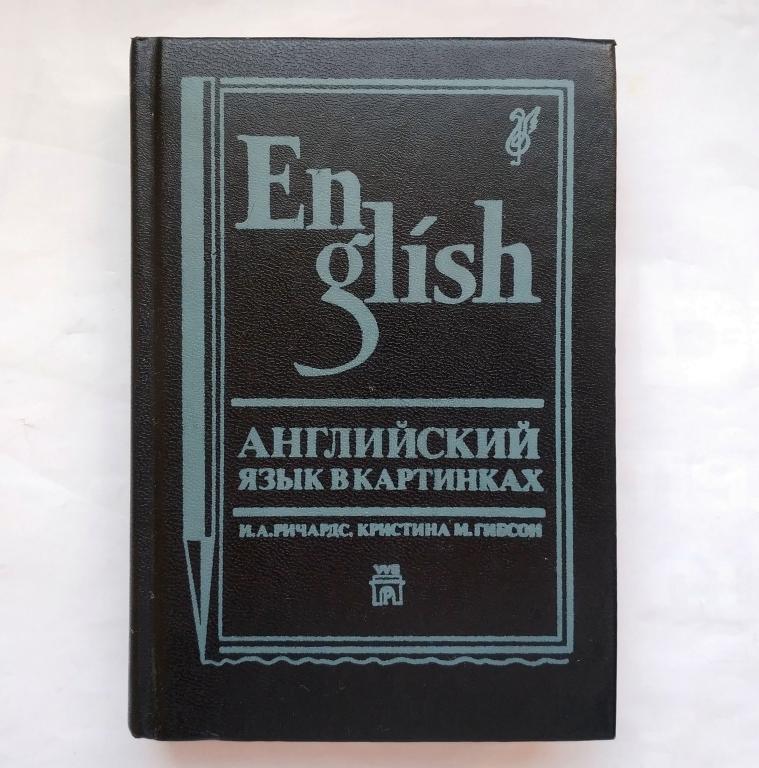 En
glish
АНГЛИЙСКИЙ
ЯЗЫК В КАРТИНКАХ
И. А. РИЧАРДС, КРИСТИНА М. ГИБСОН